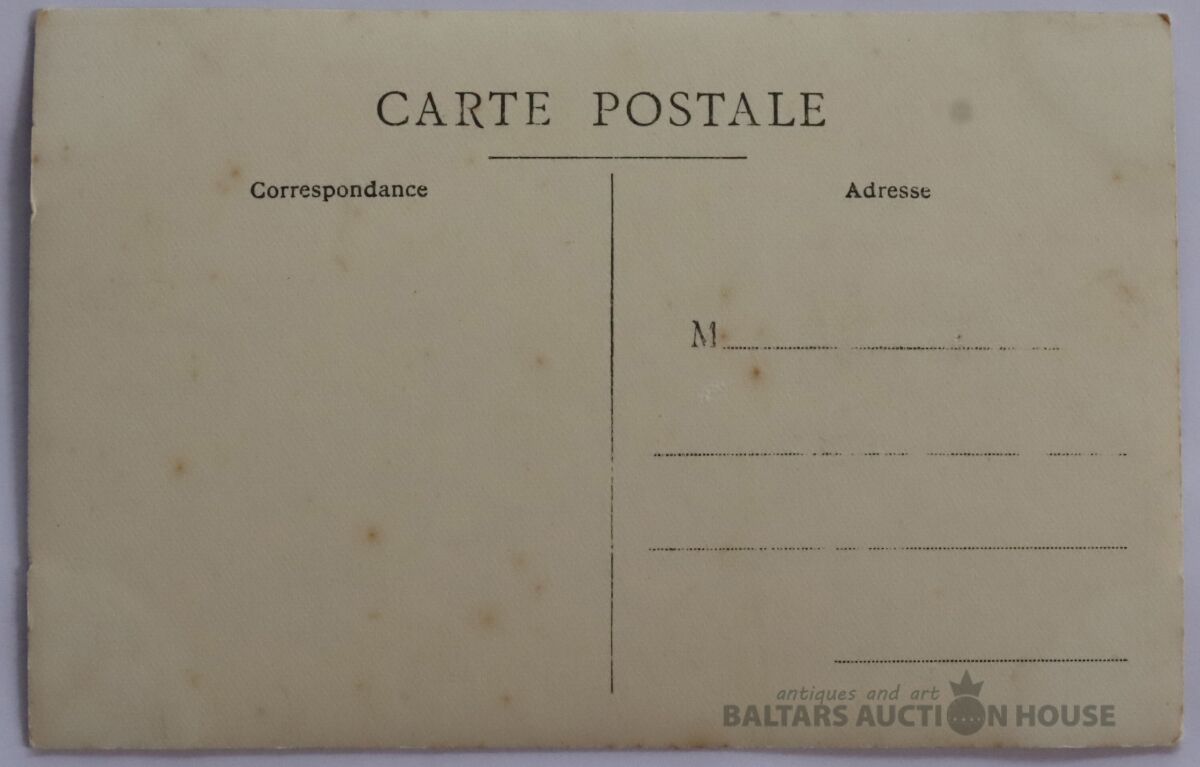 CARTE POSTALE
Correspondance
Adresse
M
antiques and art
BALTARS AUCTION HOUSE